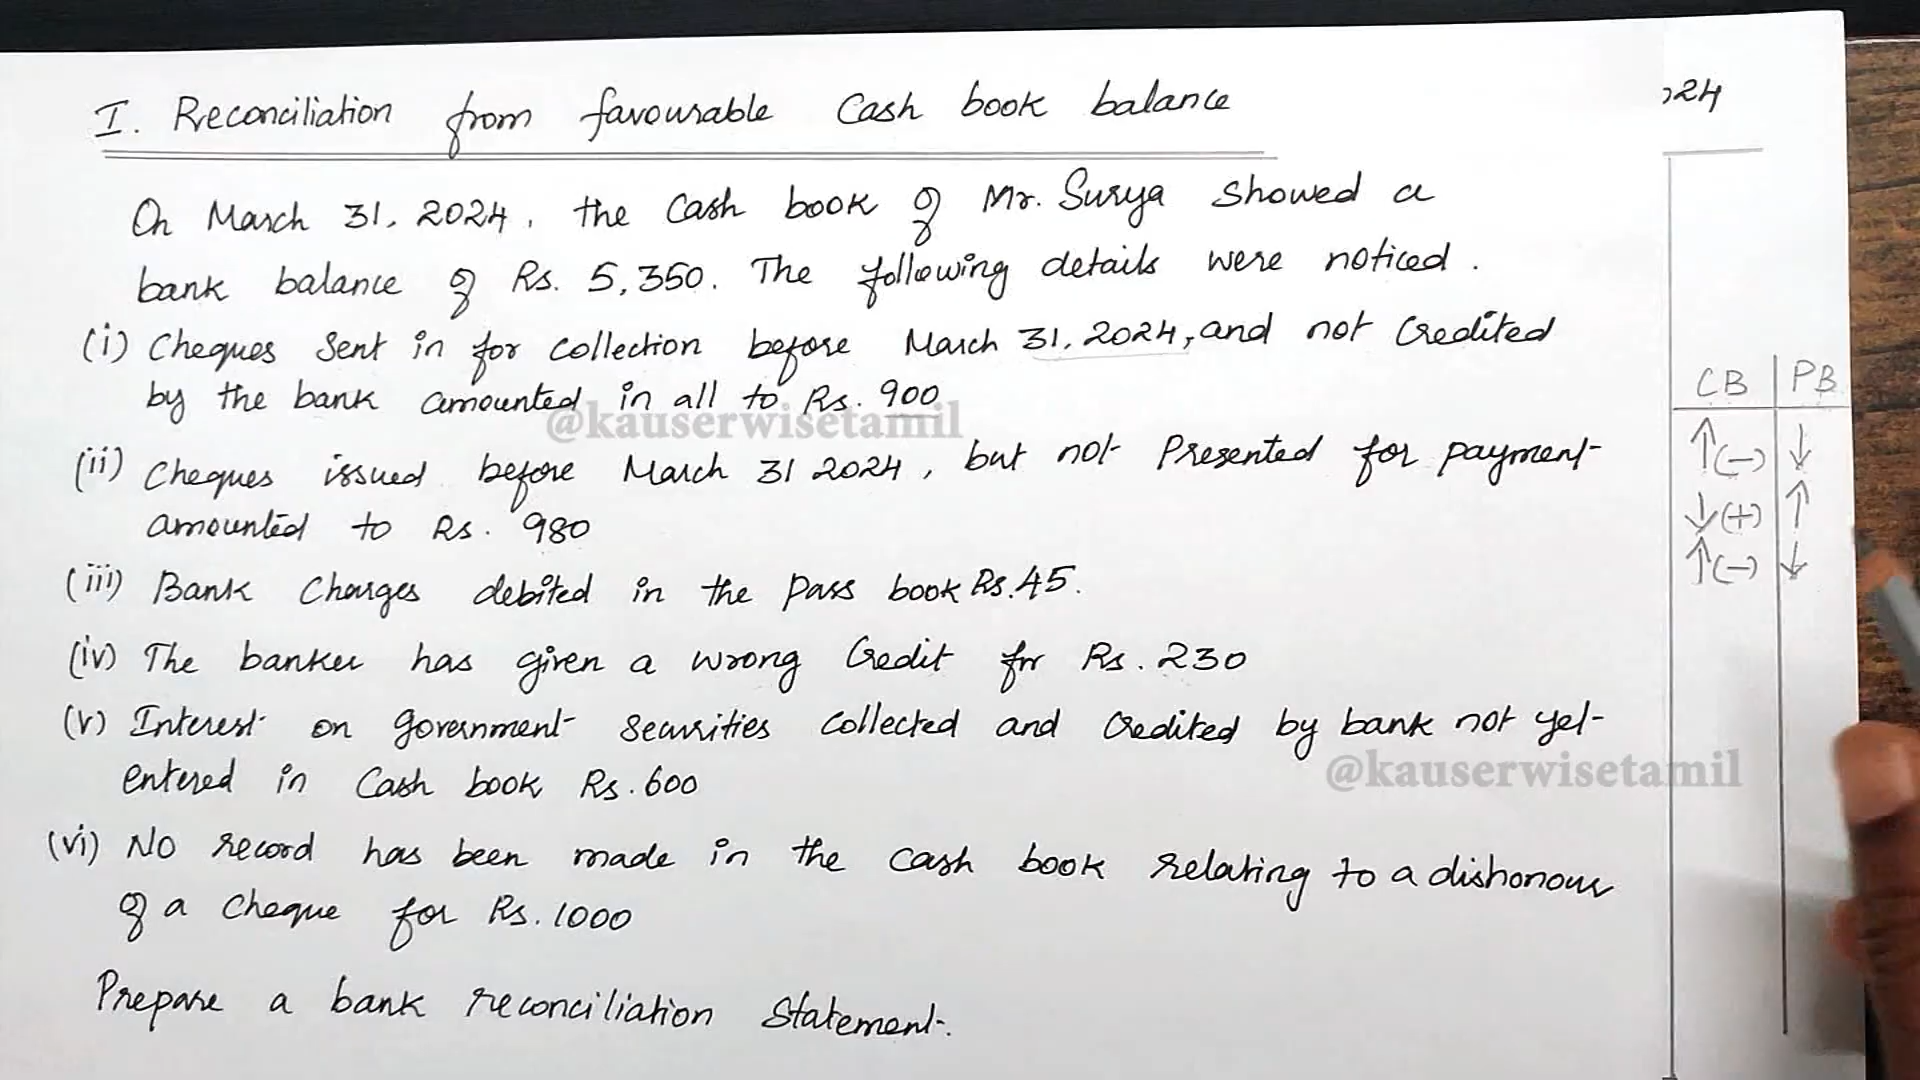 I. Reconciliation from favourable Cash book balance
On March 31, 2024, the Cash book of Mr. Surya showed a
bank balance of Rs. 5,350. The following details were noticed.
(i) Cheques Sent in for collection before March 31, 2024, and not Credited
by the bank amounted in all to Rs. 900
@kauserwisetamil
(ii) Cheques issued before March 31 2024, but not Presented for payment
amounted to Rs. 980
(iii) Bank Charges debited in the pass book Rs. 45.
(iv) The banker has given a wrong Credit for Rs. 230
(v) Interest on government securities collected and Credited by bank not yet
entered in Cash book Rs. 600
@kauserwisetamil
(vi) No record has been made in the cash book relating to a dishonour
of a cheque for Rs. 1000
Prepare a bank reconciliation Statement.
024
CB | PB
↑(-) ↓
↓(+) ↑
↑(-) ↓